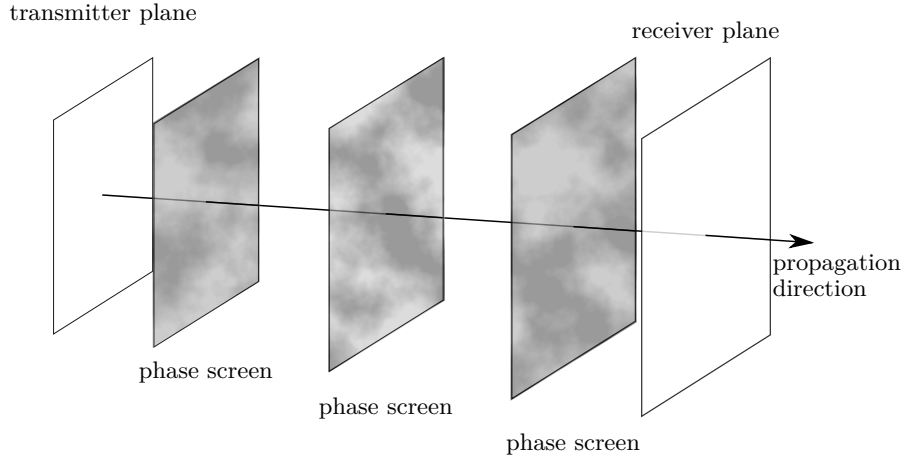 transmitter plane
receiver plane
propagation
direction
phase screen
phase screen
phase screen